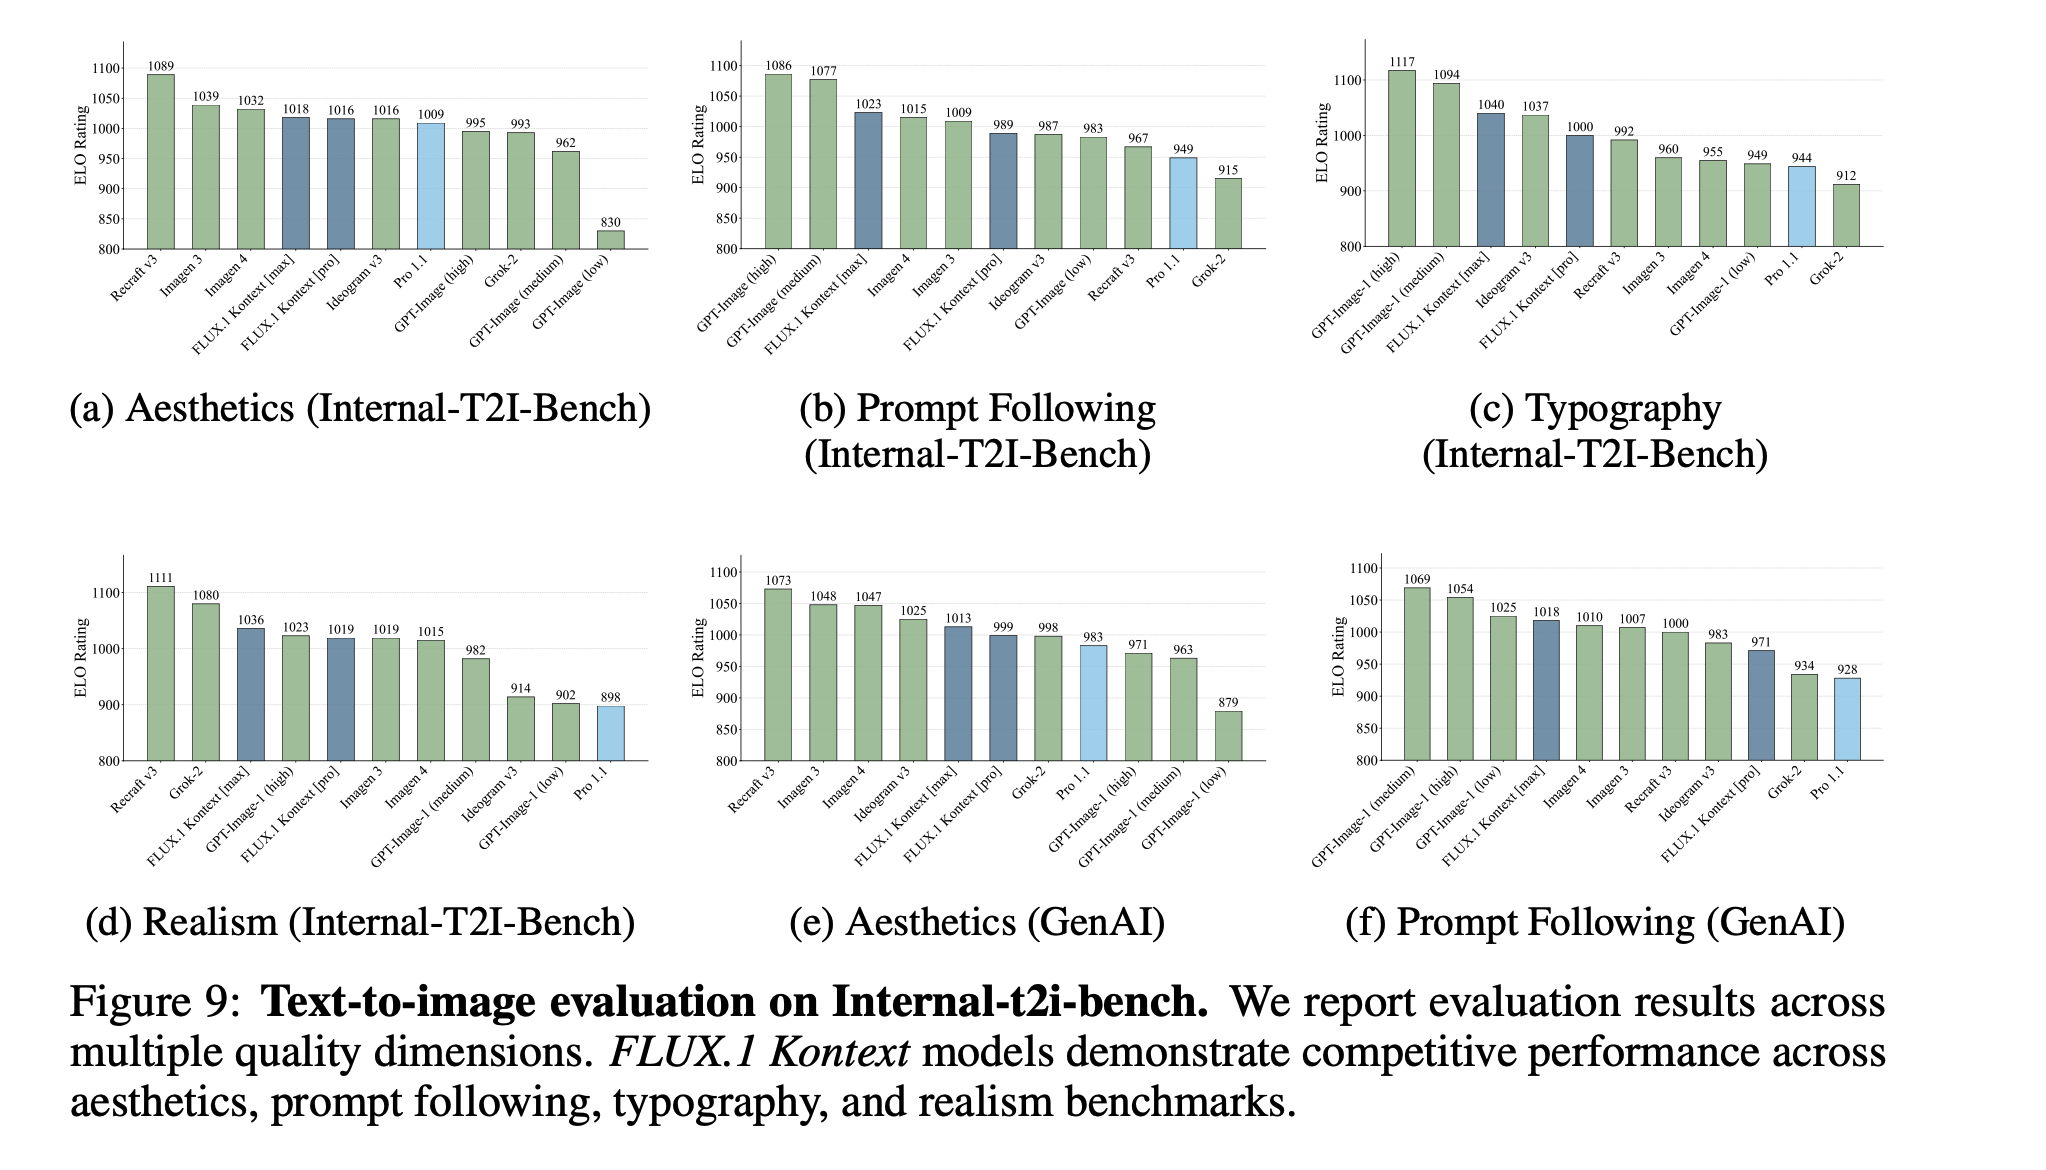 1089
1039
1032
1018
1016
1016
1009
995
993
962
830
1100
1050
1000
950
900
850
800
ELO Rating
Recraft v3
Imagen 3
Imagen 4
FLUX.1 Kontext [max]
FLUX.1 Kontext [pro]
Ideogram v3
Pro 1.1
GPT-Image (high)
Grok-2
GPT-Image (medium)
GPT-Image (low)
(a) Aesthetics (Internal-T2I-Bench)
1086
1077
1023
1015
1009
989
987
983
967
949
915
1100
1050
1000
950
900
850
800
ELO Rating
GPT-Image (high)
GPT-Image (medium)
FLUX.1 Kontext [max]
Imagen 4
Imagen 3
FLUX.1 Kontext [pro]
Ideogram v3
GPT-Image (low)
Recraft v3
Pro 1.1
Grok-2
(b) Prompt Following
(Internal-T2I-Bench)
1117
1094
1040
1037
1000
992
960
955
949
944
912
1100
1000
900
800
ELO Rating
GPT-Image-1 (high)
GPT-Image-1 (medium)
FLUX.1 Kontext [max]
Ideogram v3
FLUX.1 Kontext [pro]
Recraft v3
Imagen 3
Imagen 4
GPT-Image-1 (low)
Pro 1.1
Grok-2
(c) Typography
(Internal-T2I-Bench)
1111
1080
1036
1023
1019
1019
1015
982
914
902
898
1100
1000
900
800
ELO Rating
Recraft v3
Grok-2
FLUX.1 Kontext [max]
GPT-Image-1 (high)
FLUX.1 Kontext [pro]
Imagen 3
Imagen 4
GPT-Image-1 (medium)
Ideogram v3
GPT-Image-1 (low)
Pro 1.1
(d) Realism (Internal-T2I-Bench)
1073
1048
1047
1025
1013
999
998
983
971
963
879
1100
1050
1000
950
900
850
800
ELO Rating
Recraft v3
Imagen 3
Imagen 4
Ideogram v3
FLUX.1 Kontext [max]
FLUX.1 Kontext [pro]
Grok-2
Pro 1.1
GPT-Image-1 (high)
GPT-Image-1 (medium)
GPT-Image-1 (low)
(e) Aesthetics (GenAI)
1069
1054
1025
1018
1010
1007
1000
983
971
934
928
1100
1050
1000
950
900
850
800
ELO Rating
GPT-Image-1 (medium)
GPT-Image-1 (high)
GPT-Image-1 (low)
FLUX.1 Kontext [max]
Imagen 4
Imagen 3
Recraft v3
Ideogram v3
FLUX.1 Kontext [pro]
Grok-2
Pro 1.1
(f) Prompt Following (GenAI)
Figure 9: Text-to-image evaluation on Internal-t2i-bench. We report evaluation results across
multiple quality dimensions. FLUX.1 Kontext models demonstrate competitive performance across
aesthetics, prompt following, typography, and realism benchmarks.